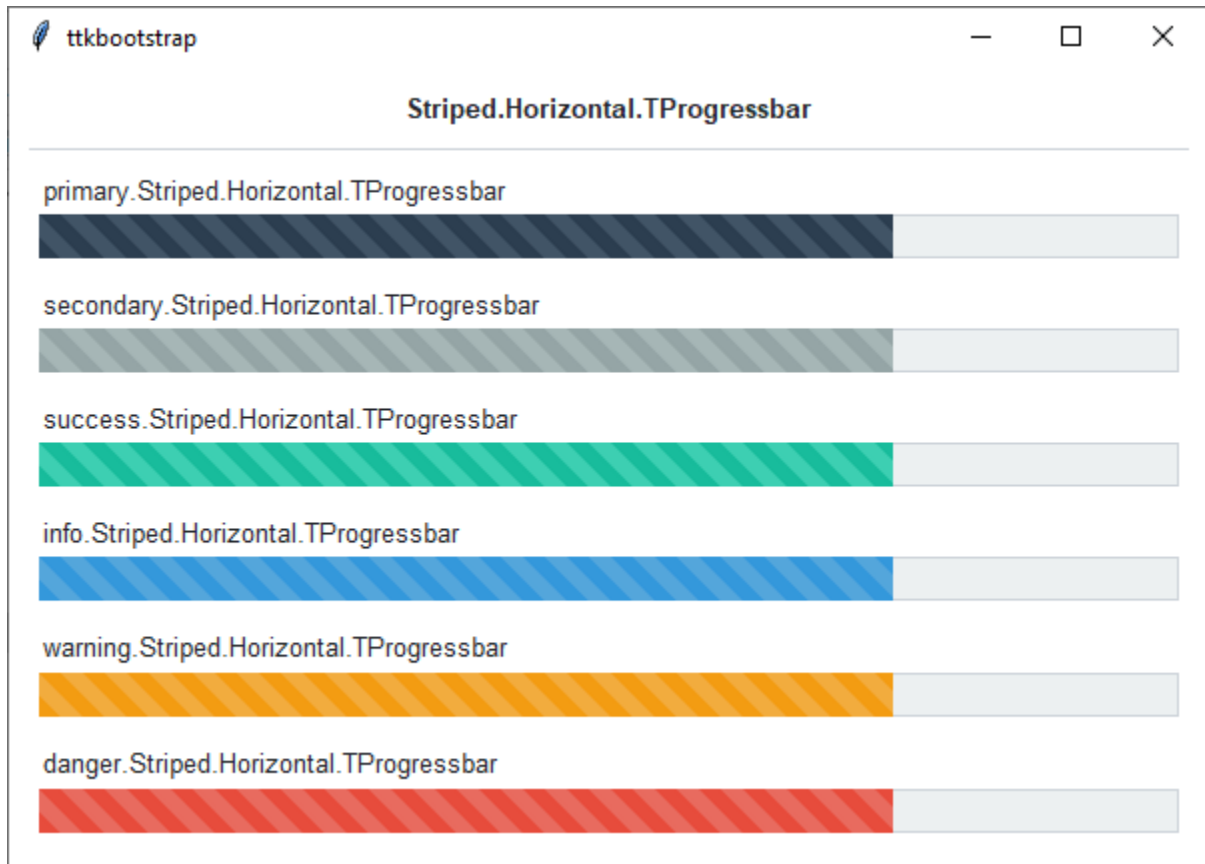 ttkbootstrap
Striped.Horizontal.TProgressbar
primary.Striped.Horizontal.TProgressbar
secondary.Striped.Horizontal.TProgressbar
success.Striped.Horizontal.TProgressbar
info.Striped.Horizontal.TProgressbar
warning.Striped.Horizontal.TProgressbar
danger.Striped.Horizontal.TProgressbar